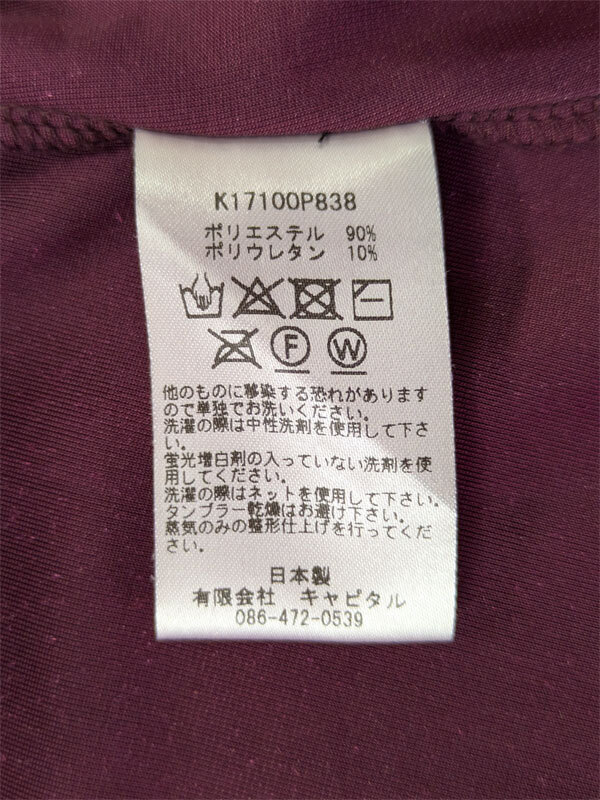 K17100P838
ポリエステル 90%
ポリウレタン 10%
F W
他のものに移染する恐れがあります
ので単独でお洗いください。
洗濯の際は中性洗剤を使用して下さ
い。
蛍光増白剤の入っていない洗剤を使
用してください。
洗濯の際はネットを使用して下さい。
タンブラー乾燥はお避け下さい。
蒸気のみの整形仕上げを行ってくだ
さい。
日本製
有限会社 キャピタル
086-472-0539